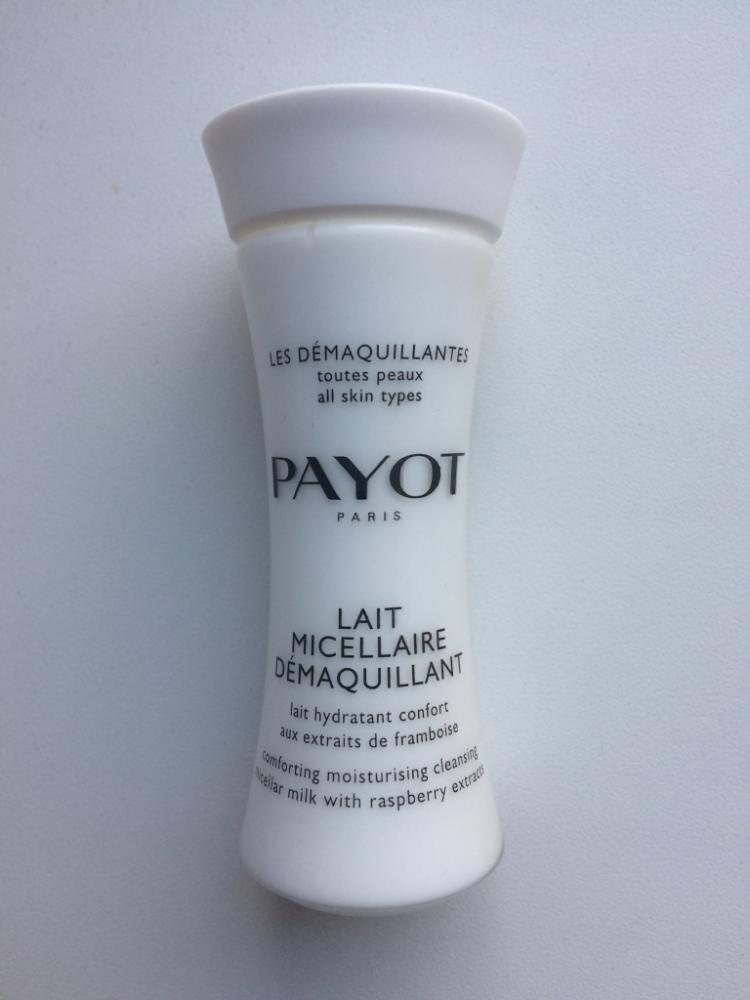 LES DÉMAQUILLANTES
toutes peaux
all skin types
PAYOT
PARIS
LAIT
MICELLAIRE
DÉMAQUILLANT
lait hydratant confort
aux extraits de framboise
comforting moisturising cleansing
micellar milk with raspberry extracts